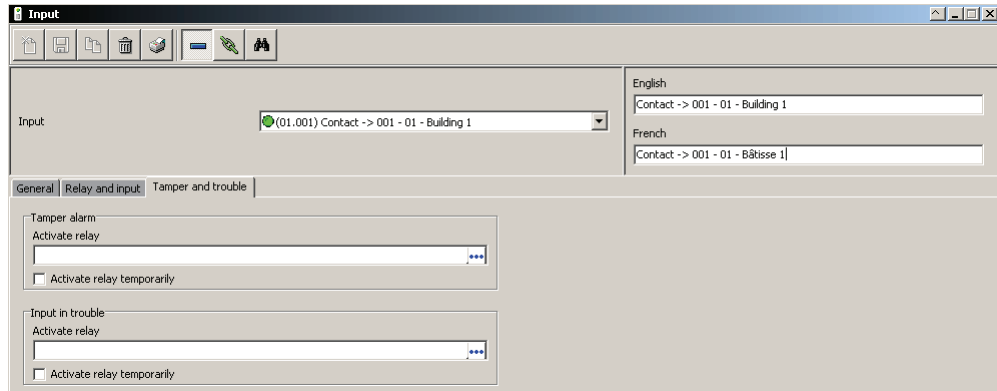 Input
English
Contact -> 001 - 01 - Building 1
Input
(01.001) Contact -> 001 - 01 - Building 1
French
Contact -> 001 - 01 - Bâtisse 1
General
Relay and input
Tamper and trouble
Tamper alarm
Activate relay
Activate relay temporarily
Input in trouble
Activate relay
Activate relay temporarily